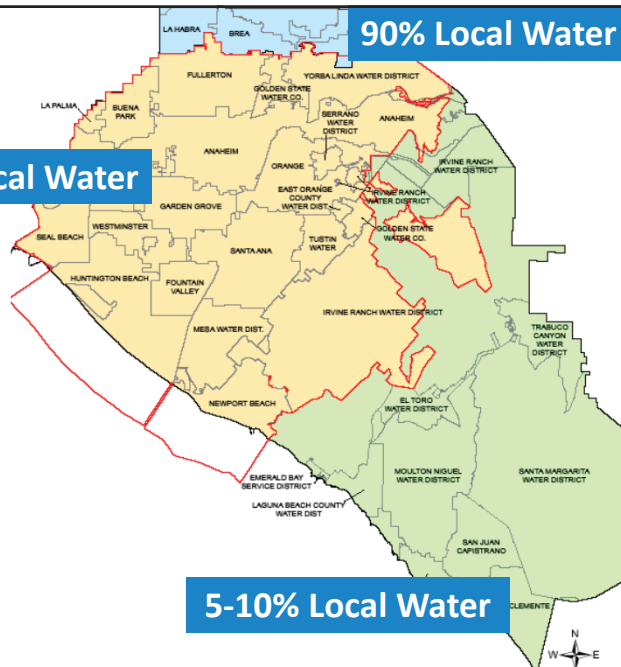 LA HABRA
BREA
90% Local Water
FULLERTON
YORBA LINDA WATER DISTRICT
GOLDEN STATE
WATER CO.
LA PALMA
BUENA
PARK
SERRANO
WATER
DISTRICT
ANAHEIM
ANAHEIM
ORANGE
IRVINE RANCH
WATER DISTRICT
Water
EAST ORANGE
COUNTY
WATER DIST.
IRVINE RANCH
WATER DISTRICT
GARDEN GROVE
WESTMINSTER
SEAL BEACH
SANTA ANA
TUSTIN
WATER
GOLDEN STATE
WATER CO.
HUNTINGTON BEACH
FOUNTAIN
VALLEY
IRVINE RANCH WATER DISTRICT
MESA WATER DIST.
TRABUCO
CANYON
WATER
DISTRICT
NEWPORT BEACH
EL TORO
WATER DISTRICT
EMERALD BAY
SERVICE DISTRICT
MOULTON NIGUEL
WATER DISTRICT
SANTA MARGARITA
WATER DISTRICT
LAGUNA BEACH COUNTY
WATER DIST
SAN JUAN
CAPISTRANO
5-10% Local Water
CLEMENTE
N
W E
S